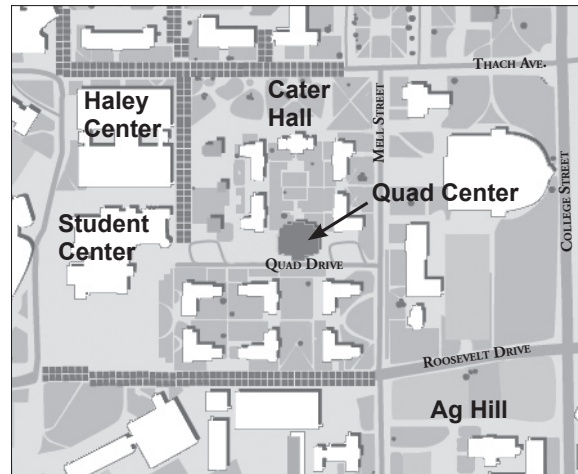 THACH AVE.
Haley
Center
Cater
Hall
MELL STREET
COLLEGE STREET
Quad Center
Student
Center
QUAD DRIVE
ROOSEVELT DRIVE
Ag Hill